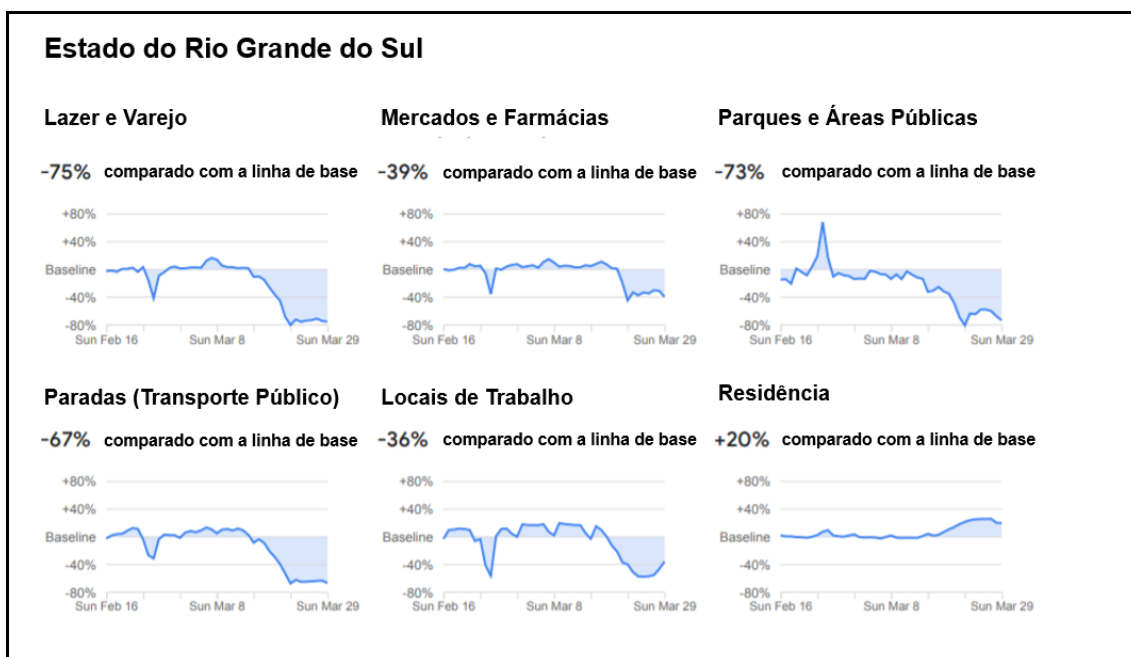 Estado do Rio Grande do Sul
Lazer e Varejo
-75% comparado com a linha de base
+80%
+40%
Baseline
-40%
-80%
Sun Feb 16 Sun Mar 8 Sun Mar 29
Mercados e Farmácias
-39% comparado com a linha de base
+80%
+40%
Baseline
-40%
-80%
Sun Feb 16 Sun Mar 8 Sun Mar 29
Parques e Áreas Públicas
-73% comparado com a linha de base
+80%
+40%
Baseline
-40%
-80%
Sun Feb 16 Sun Mar 8 Sun Mar 29
Paradas (Transporte Público)
-67% comparado com a linha de base
+80%
+40%
Baseline
-40%
-80%
Sun Feb 16 Sun Mar 8 Sun Mar 29
Locais de Trabalho
-36% comparado com a linha de base
+80%
+40%
Baseline
-40%
-80%
Sun Feb 16 Sun Mar 8 Sun Mar 29
Residência
+20% comparado com a linha de base
+80%
+40%
Baseline
-40%
-80%
Sun Feb 16 Sun Mar 8 Sun Mar 29